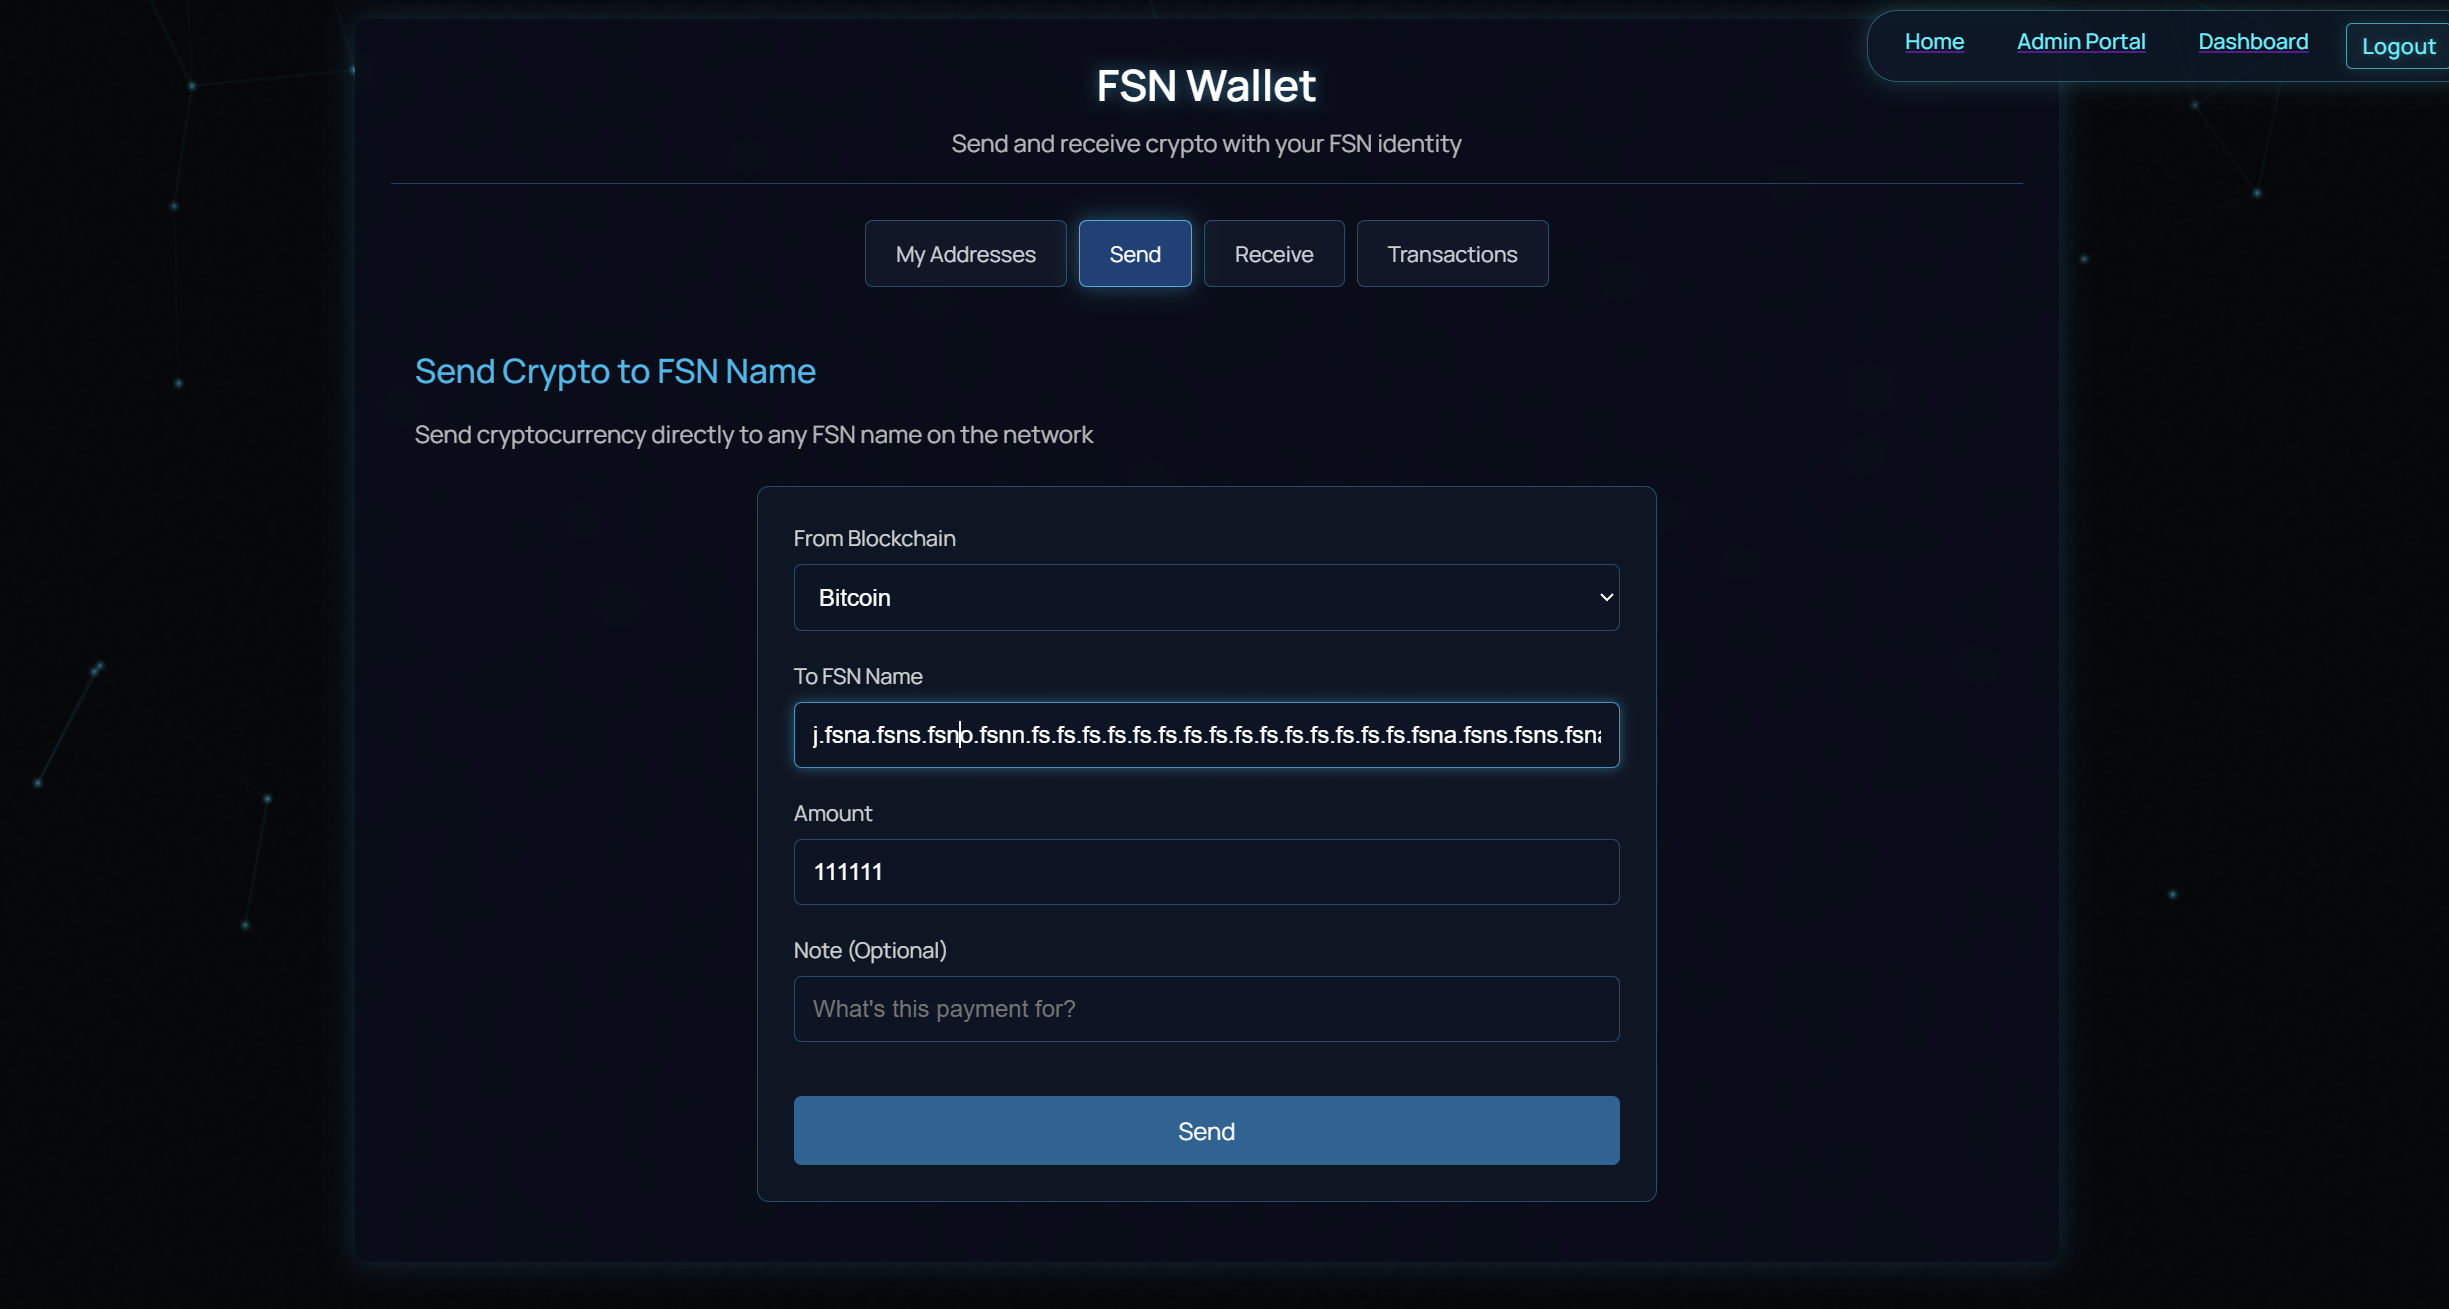 Home Admin Portal Dashboard Logout
FSN Wallet
Send and receive crypto with your FSN identity
My Addresses Send Receive Transactions
Send Crypto to FSN Name
Send cryptocurrency directly to any FSN name on the network
From Blockchain
Bitcoin
To FSN Name
j.fsna.fsns.fsno.fsnn.fs.fs.fs.fs.fs.fs.fs.fs.fs.fs.fs.fs.fs.fs.fs.fsna.fsns.fsns.fsna
Amount
111111
Note (Optional)
What's this payment for?
Send